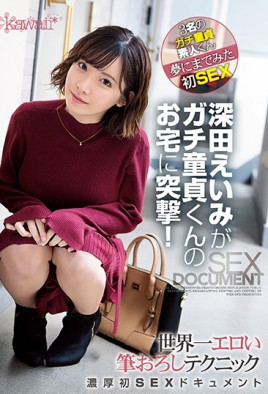 kawaii*
3名の
ガチ童貞
素人くん
夢にまでみた
初SEX
深田えいみが
ガチ童貞くんの
お宅に突撃！
SEX
DOCUMENT
世界一エロい
筆おろしテクニック
濃厚初SEXドキュメント